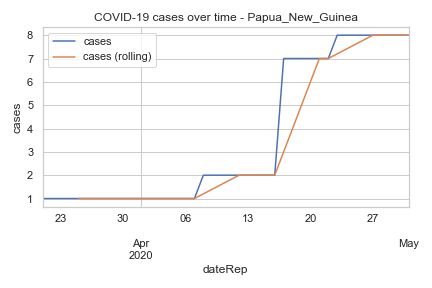 COVID-19 cases over time - Papua_New_Guinea
cases
cases (rolling)
8
7
6
5
4
3
2
1
cases
23 30 06 13 20 27
Apr May
2020
dateRep